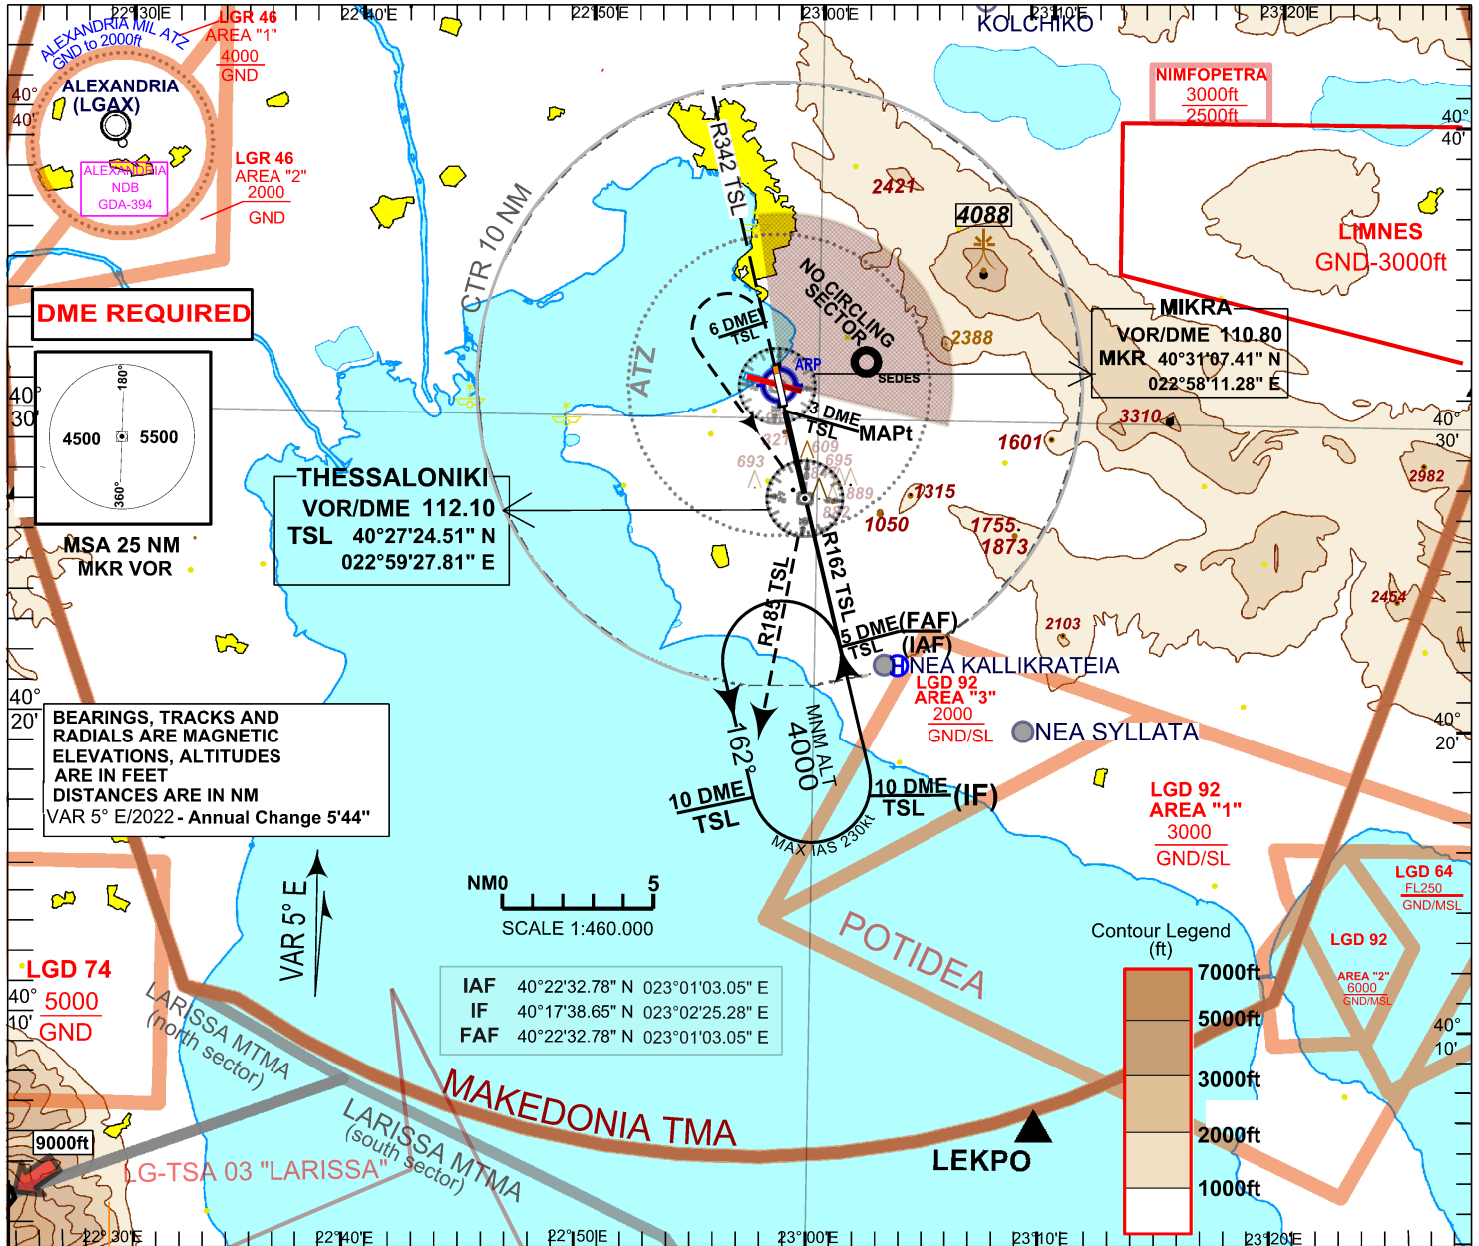 22°30'E
22°40'E
22°50'E
23°00'E
23°10'E
23°20'E
KOLCHIKO
ALEXANDRIA MIL ATZ
GND to 2000ft
LGR 46
AREA "1"
4000
GND
ALEXANDRIA
(LGAX)
40°
40'
ALEXANDRIA
NDB
GDA-394
LGR 46
AREA "2"
2000
GND
NIMFOPETRA
3000ft
2500ft
40°
40'
R342 TSL
2421
4088
LIMNES
GND-3000ft
CTR 10 NM
DME REQUIRED
NO CIRCLING
SECTOR
6 DME
TSL
ATZ
ARP
SEDES
2388
MIKRA
VOR/DME 110.80
MKR 40°31'07.41" N
022°58'11.28" E
180°
4500 5500
360°
40°
30'
3 DME
TSL
MAPt
3310
1601
40°
30'
2982
THESSALONIKI
VOR/DME 112.10
TSL 40°27'24.51" N
022°59'27.81" E
693
609
695
889
1315
1050
1755
1873
MSA 25 NM
MKR VOR
R185 TSL
R162 TSL
2454
2103
5 DME
TSL
(FAF)
(IAF)
NEA KALLIKRATEIA
LGD 92
AREA "3"
2000
GND/SL
NEA SYLLATA
40°
20'
40°
20'
BEARINGS, TRACKS AND
RADIALS ARE MAGNETIC
ELEVATIONS, ALTITUDES
ARE IN FEET
DISTANCES ARE IN NM
VAR 5° E/2022 - Annual Change 5'44"
162°
MNM ALT
4000
10 DME
TSL
10 DME
TSL
(IF)
MAX IAS 230kt
LGD 92
AREA "1"
3000
GND/SL
VAR 5° E
NM0 5
SCALE 1:460.000
LGD 64
FL250
GND/MSL
LGD 92
AREA "2"
6000
GND/MSL
POTIDEA
Contour Legend
(ft)
7000ft
5000ft
3000ft
2000ft
1000ft
LGD 74
5000
GND
40°
10'
40°
10'
IAF 40°22'32.78" N 023°01'03.05" E
IF 40°17'38.65" N 023°02'25.28" E
FAF 40°22'32.78" N 023°01'03.05" E
LARISSA MTMA
(north sector)
MAKEDONIA TMA
LARISSA MTMA
(south sector)
9000ft
LG-TSA 03 "LARISSA"
LEKPO
22°30'E
22°40'E
22°50'E
23°00'E
23°10'E
23°20'E